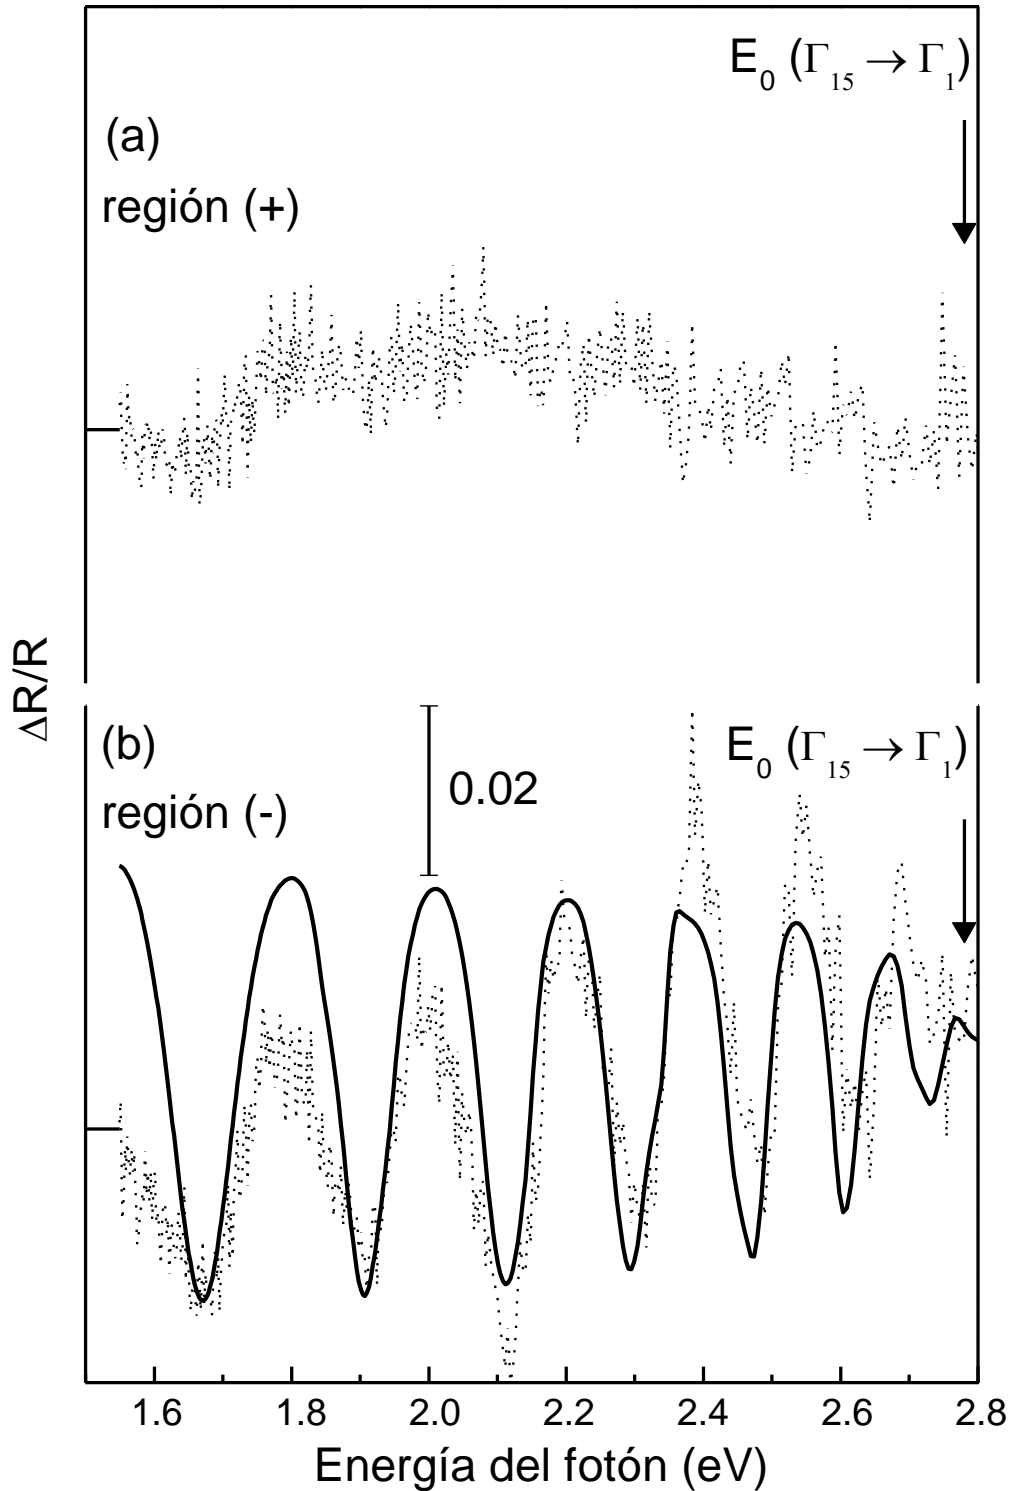 E₀ (Γ₁₅ → Γ₁)
(a)
región (+)
ΔR/R
(b)
E₀ (Γ₁₅ → Γ₁)
0.02
región (-)
1.6 1.8 2.0 2.2 2.4 2.6 2.8
Energía del fotón (eV)